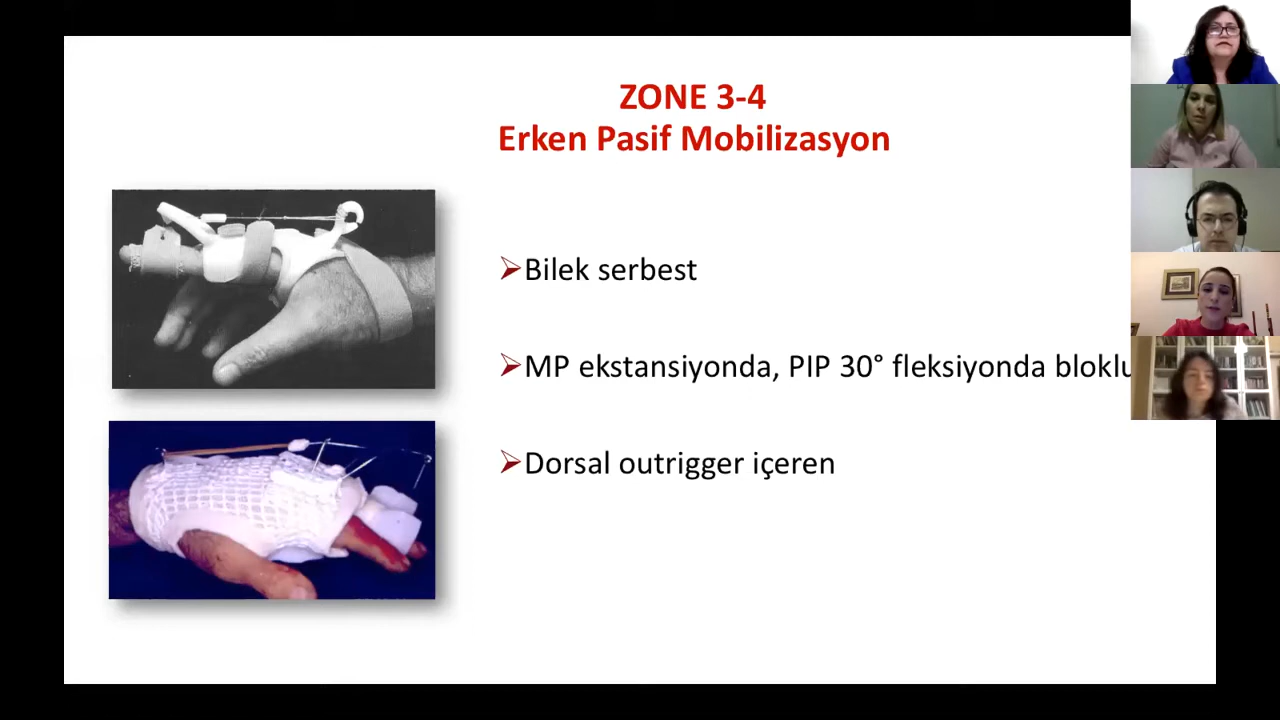 ZONE 3-4
Erken Pasif Mobilizasyon
Bilek serbest
MP ekstansiyonda, PIP 30° fleksiyonda bloklu
Dorsal outrigger içeren